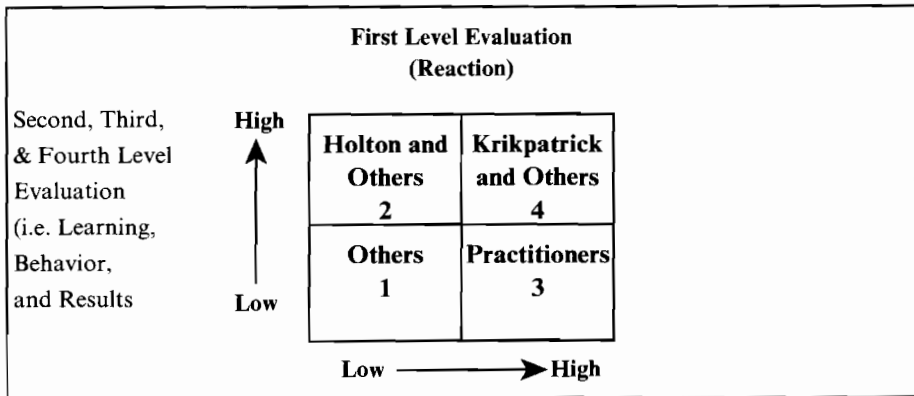 First Level Evaluation
(Reaction)
Second, Third,
& Fourth Level
Evaluation
(i.e. Learning,
Behavior,
and Results
High
Low
Holton and
Others
2
Krikpatrick
and Others
4
Others
1
Practitioners
3
Low
High